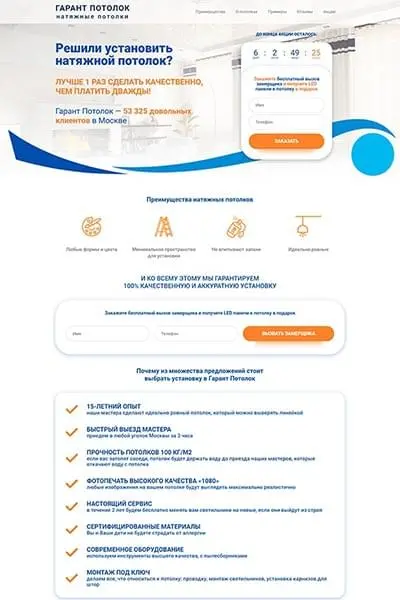 ГАРАНТ ПОТОЛОК
натяжные потолки
Преимущества
О потолках
Примеры
Отзывы
Акции
ДО КОНЦА АКЦИИ ОСТАЛОСЬ:
6 : 2 : 49 : 25
Решили установить
натяжной потолок?
ЛУЧШЕ 1 РАЗ СДЕЛАТЬ КАЧЕСТВЕННО,
ЧЕМ ПЛАТИТЬ ДВАЖДЫ!
Гарант Потолок — 53 325 довольных
клиентов в Москве
Закажите бесплатный вызов
замерщика и получите LED
панели к потолку в подарок
Имя
Телефон
ЗАКАЗАТЬ
Преимущества натяжных потолков
Любые формы и цвета
Минимальное пространство
для установки
Не впитывают запахи
Идеально ровные
И КО ВСЕМУ ЭТОМУ МЫ ГАРАНТИРУЕМ
100% КАЧЕСТВЕННУЮ И АККУРАТНУЮ УСТАНОВКУ
Закажите бесплатный вызов замерщика и получите LED панели к потолку в подарок
Имя
Телефон
ВЫЗВАТЬ ЗАМЕРЩИКА
Почему из множества предложений стоит
выбрать установку в Гарант Потолок
15-ЛЕТНИЙ ОПЫТ
наши мастера сделают идеально ровный потолок, который можно выверять линейкой
БЫСТРЫЙ ВЫЕЗД МАСТЕРА
приедем в любой уголок Москвы за 2 часа
ПРОЧНОСТЬ ПОТОЛКОВ 100 КГ/М2
если вас затопят соседи, потолок будет держать воду до приезда наших мастеров, которые
откачают воду с потолка
ФОТОПЕЧАТЬ ВЫСОКОГО КАЧЕСТВА «1080»
любые изображения на вашем потолке будут выглядеть максимально реалистично
НАСТОЯЩИЙ СЕРВИС
в течение 2 лет будем бесплатно менять вам светильники на новые, если они выйдут из строя
СЕРТИФИЦИРОВАННЫЕ МАТЕРИАЛЫ
Вы и Ваши дети не будете страдать от аллергии
СОВРЕМЕННОЕ ОБОРУДОВАНИЕ
используем инструменты высшего качества, с пылесборниками
МОНТАЖ ПОД КЛЮЧ
делаем все, что относиться к потолку: проводку, монтаж светильников, установка карнизов для
штор